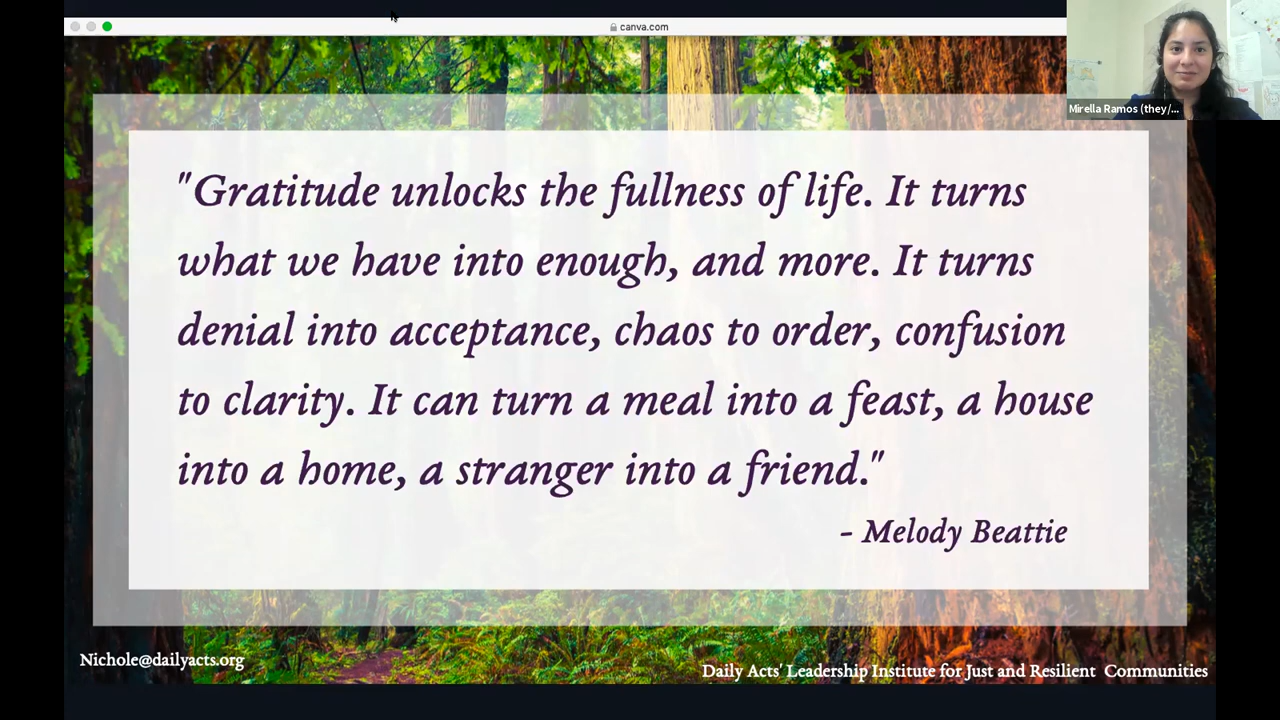 canva.com
Mirella Ramos (they/...
"Gratitude unlocks the fullness of life. It turns
what we have into enough, and more. It turns
denial into acceptance, chaos to order, confusion
to clarity. It can turn a meal into a feast, a house
into a home, a stranger into a friend."
- Melody Beattie
Nichole@dailyacts.org
Daily Acts' Leadership Institute for Just and Resilient Communities